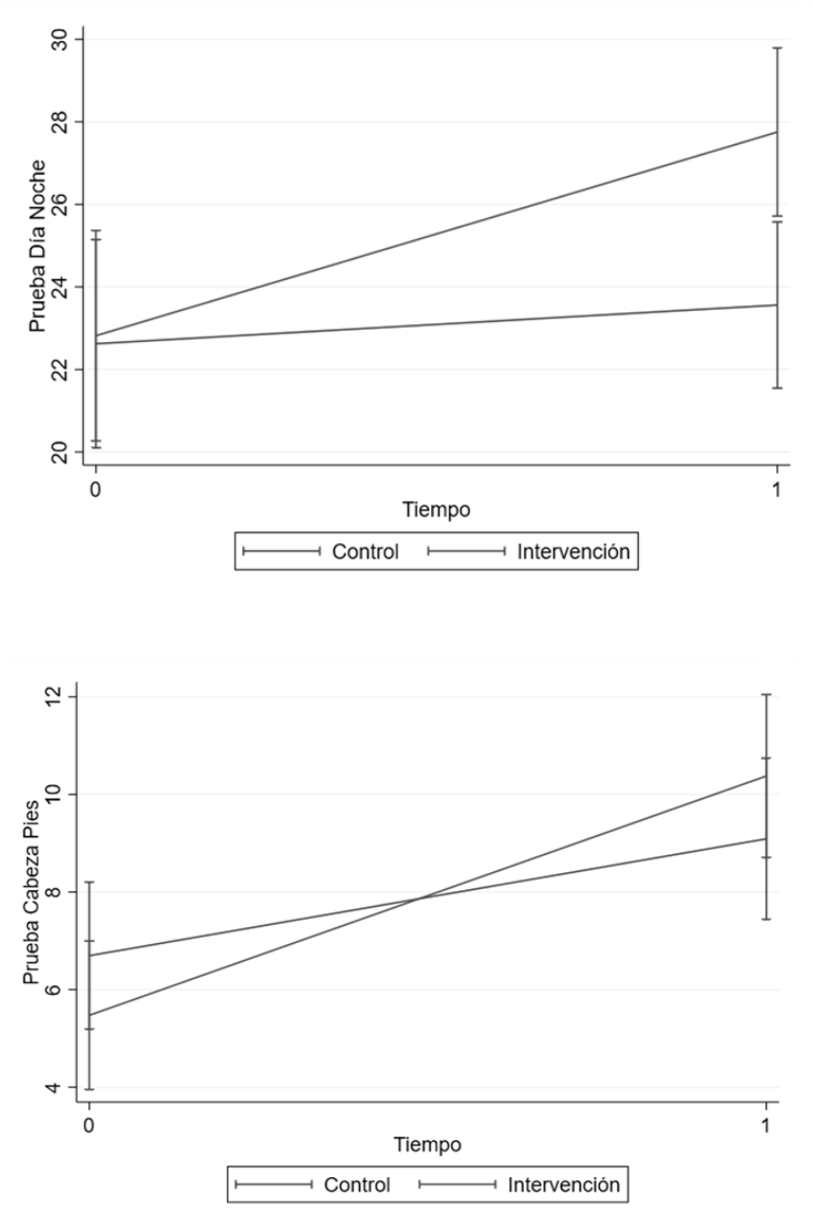 30
28
26
24
22
20
Prueba Día Noche
0 1
Tiempo
Control Intervención
12
10
8
6
4
Prueba Cabeza Pies
0 1
Tiempo
Control Intervención